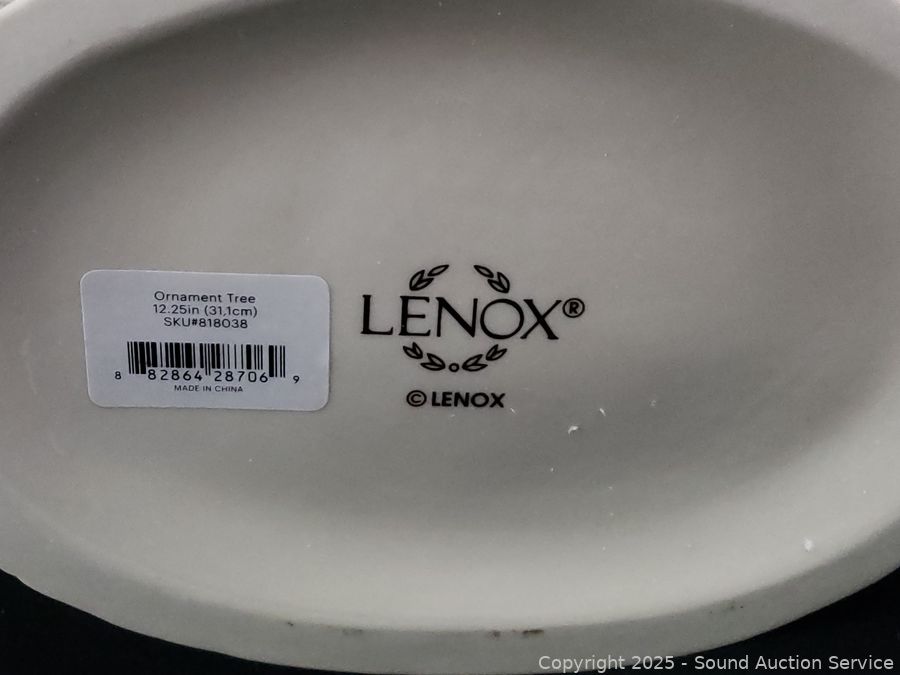 Ornament Tree
12.25in (31,1cm)
SKU#818038
8 82864 28706 9
MADE IN CHINA
LENOX®
© LENOX
Copyright 2025 - Sound Auction Service